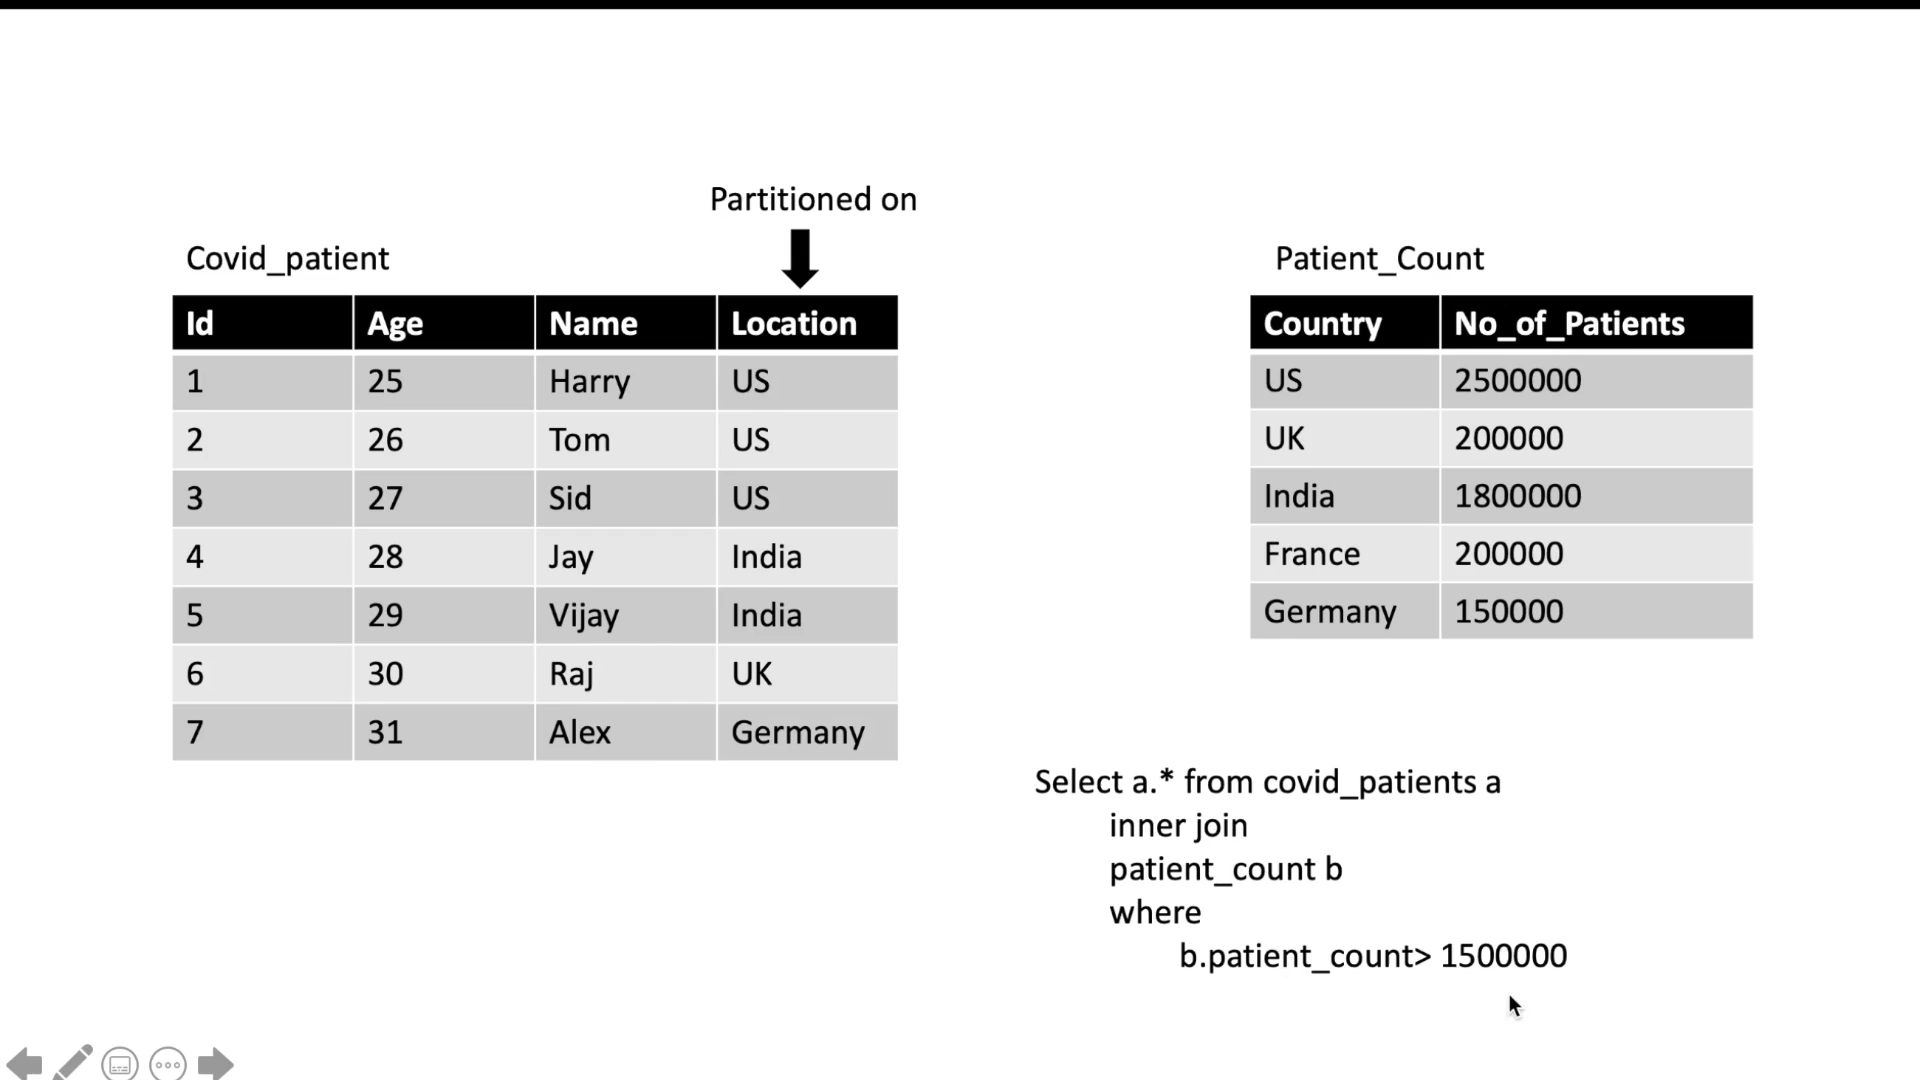 Partitioned on
Covid_patient
Id Age Name Location
1 25 Harry US
2 26 Tom US
3 27 Sid US
4 28 Jay India
5 29 Vijay India
6 30 Raj UK
7 31 Alex Germany
Patient_Count
Country No_of_Patients
US 2500000
UK 200000
India 1800000
France 200000
Germany 150000
Select a.* from covid_patients a
inner join
patient_count b
where
b.patient_count> 1500000